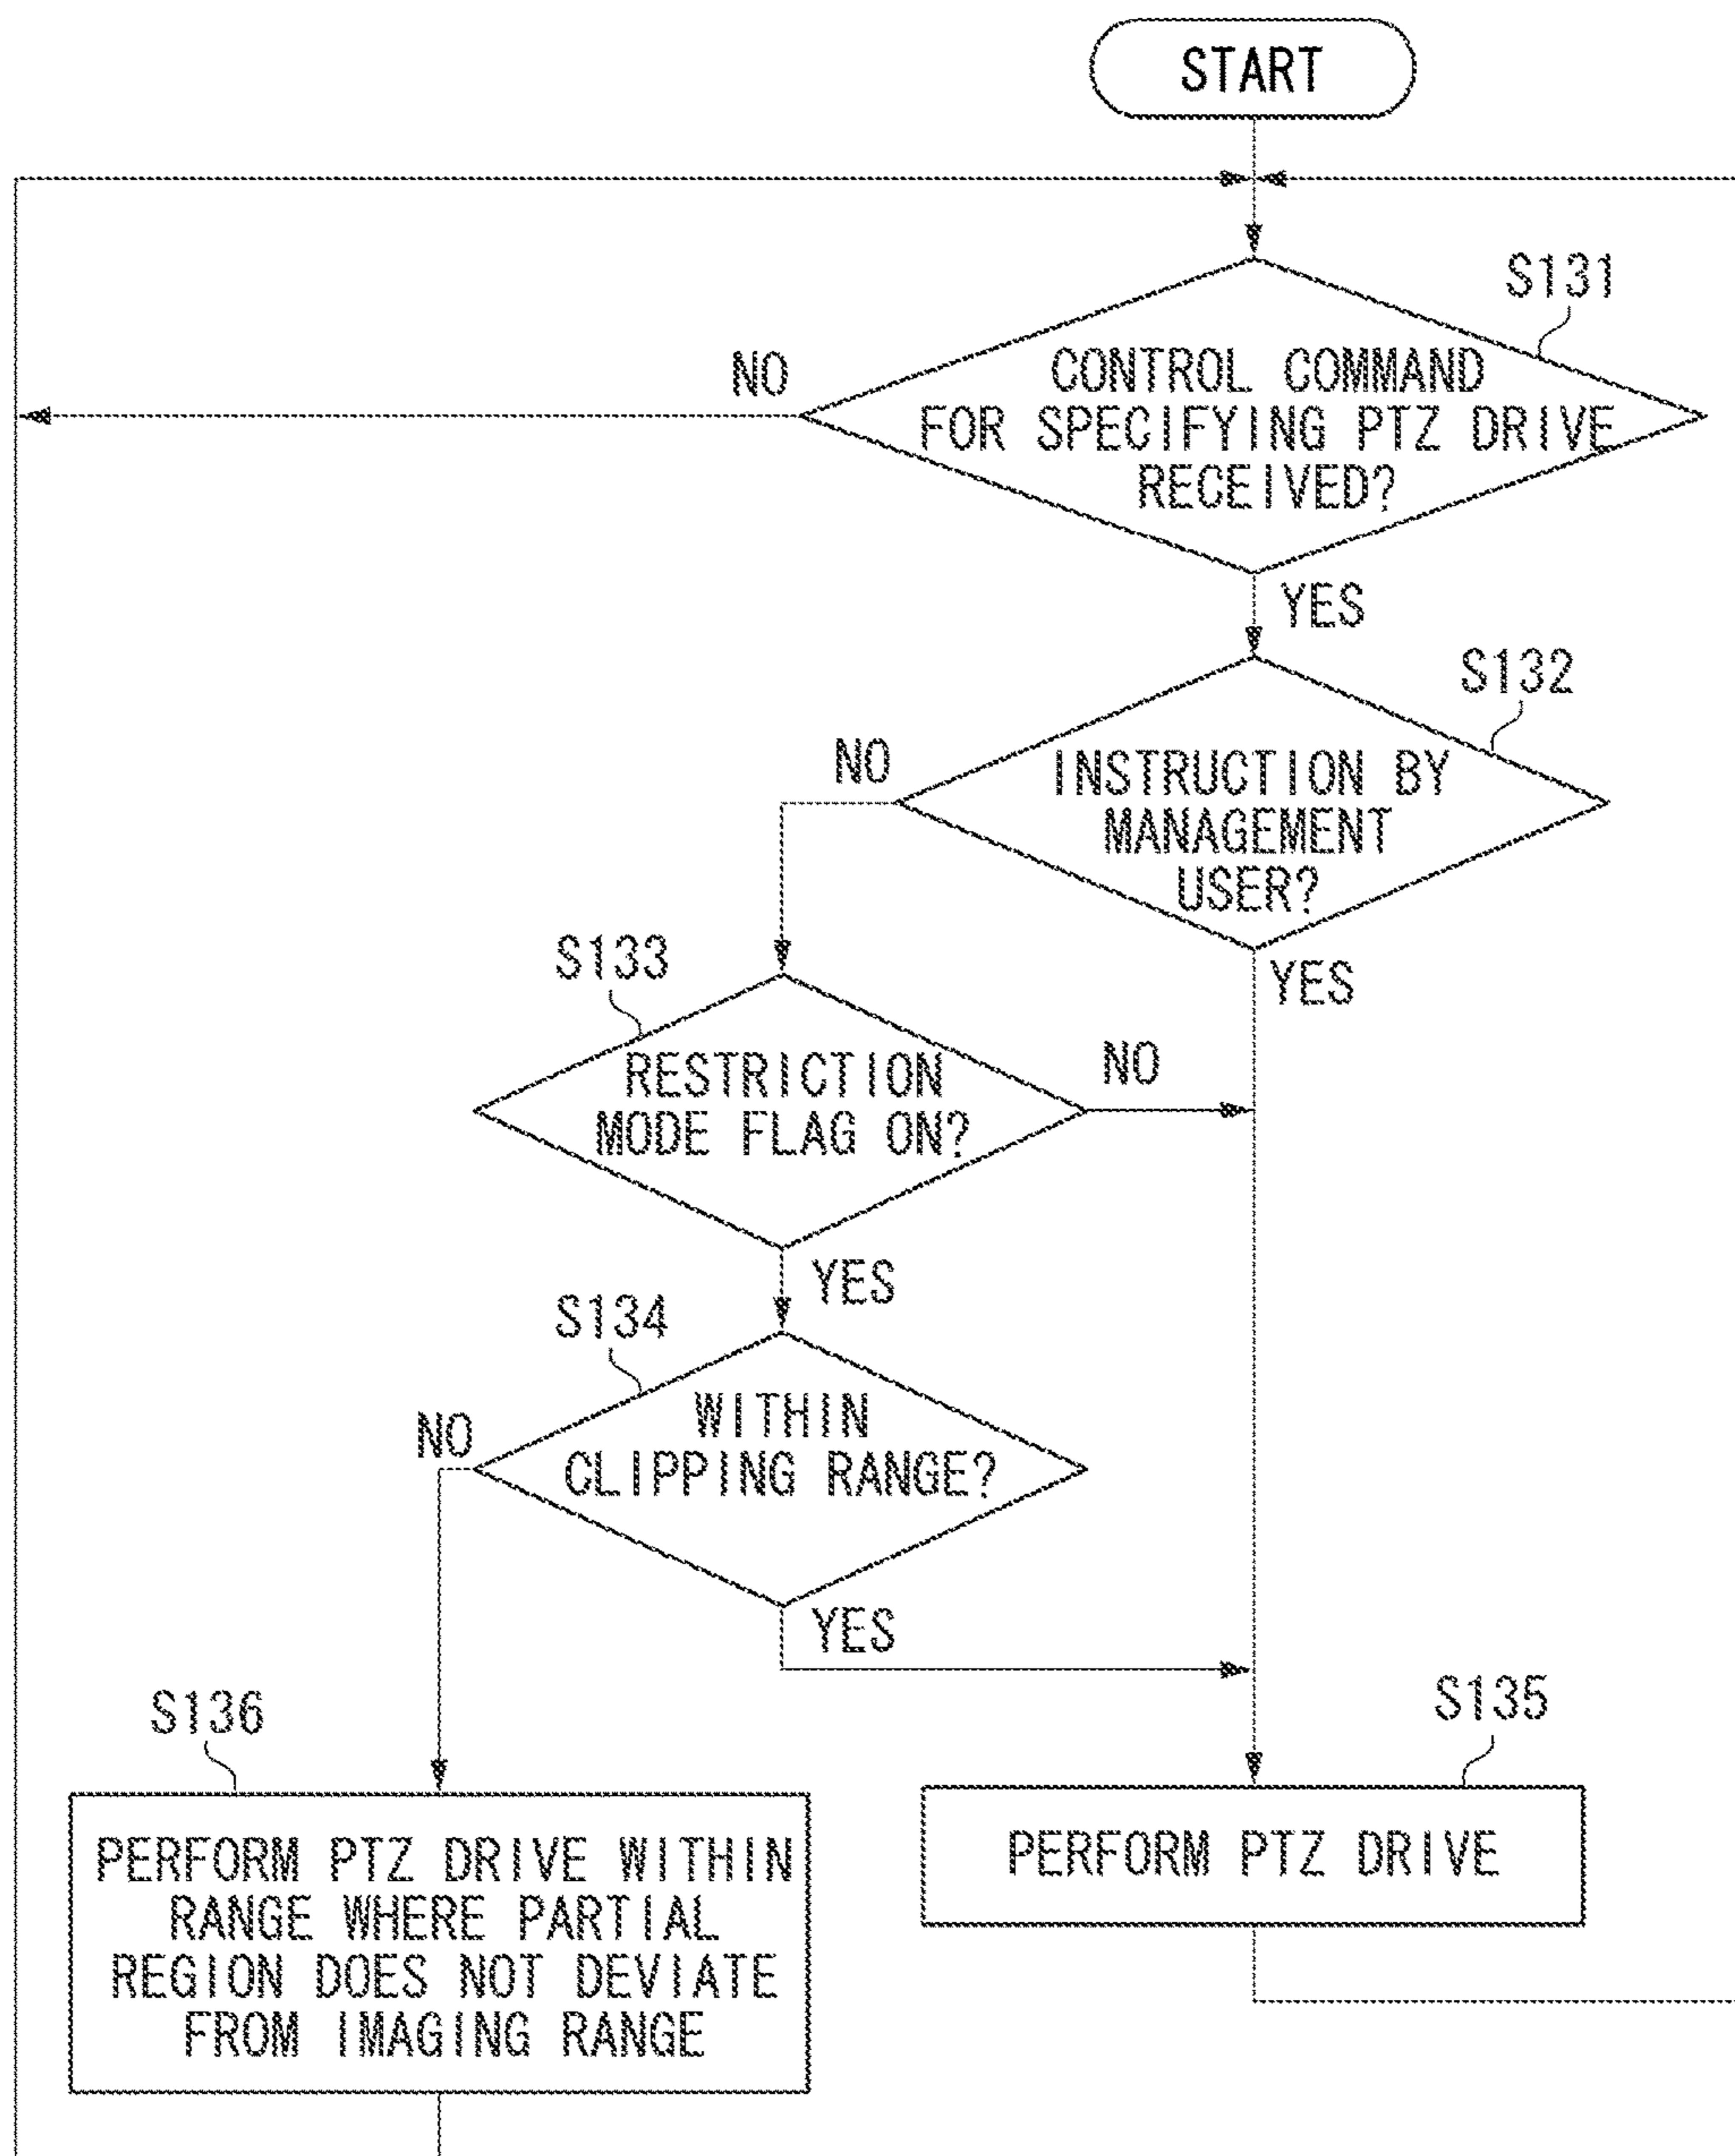 START
S131
NO
CONTROL COMMAND
FOR SPECIFYING PTZ DRIVE
RECEIVED?
YES
S132
NO
INSTRUCTION BY
MANAGEMENT
USER?
YES
S133
NO
RESTRICTION
MODE FLAG ON?
YES
S134
NO
WITHIN
CLIPPING RANGE?
YES
S136
S135
PERFORM PTZ DRIVE WITHIN
RANGE WHERE PARTIAL
REGION DOES NOT DEVIATE
FROM IMAGING RANGE
PERFORM PTZ DRIVE